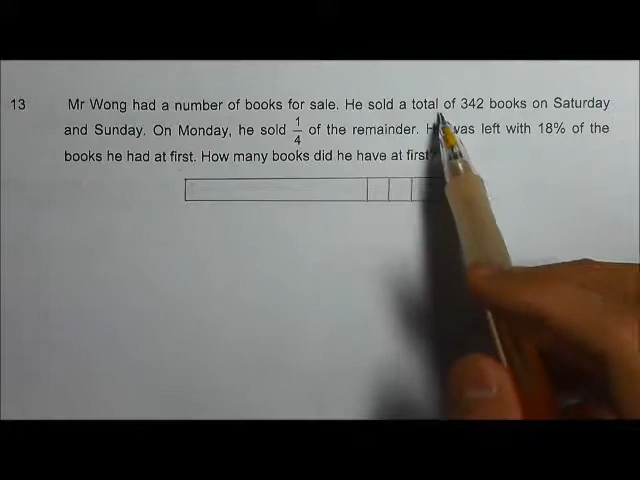 13 Mr Wong had a number of books for sale. He sold a total of 342 books on Saturday
and Sunday. On Monday, he sold 1/4 of the remainder. He was left with 18% of the
books he had at first. How many books did he have at first